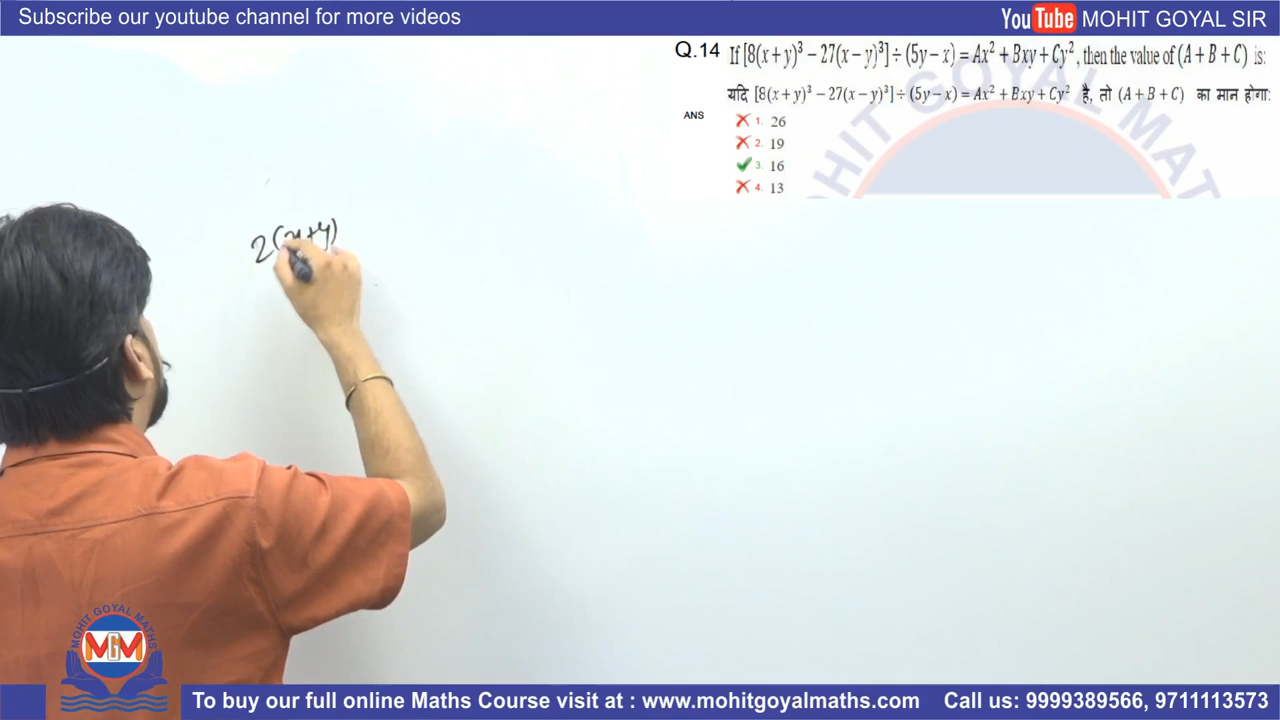 Subscribe our youtube channel for more videos
YouTube MOHIT GOYAL SIR
Q.14 If [8(x+y)³ − 27(x−y)³] ÷ (5y−x) = Ax² + Bxy + Cy², then the value of (A+B+C) is:
यदि [8(x+y)³ − 27(x−y)³] ÷ (5y−x) = Ax² + Bxy + Cy² है, तो (A+B+C) का मान होगा:
ANS
1. 26
2. 19
3. 16
4. 13
2(x+y)
MOHIT GOYAL MATHS
MGM
To buy our full online Maths Course visit at : www.mohitgoyalmaths.com Call us: 9999389566, 9711113573